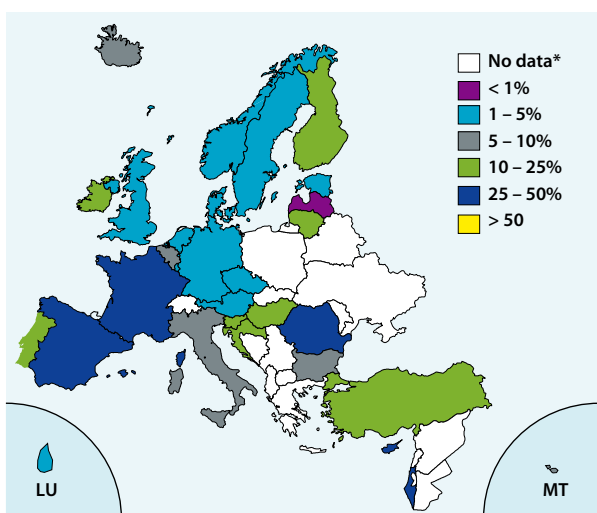 No data*
< 1%
1 – 5%
5 – 10%
10 – 25%
25 – 50%
> 50
LU
MT